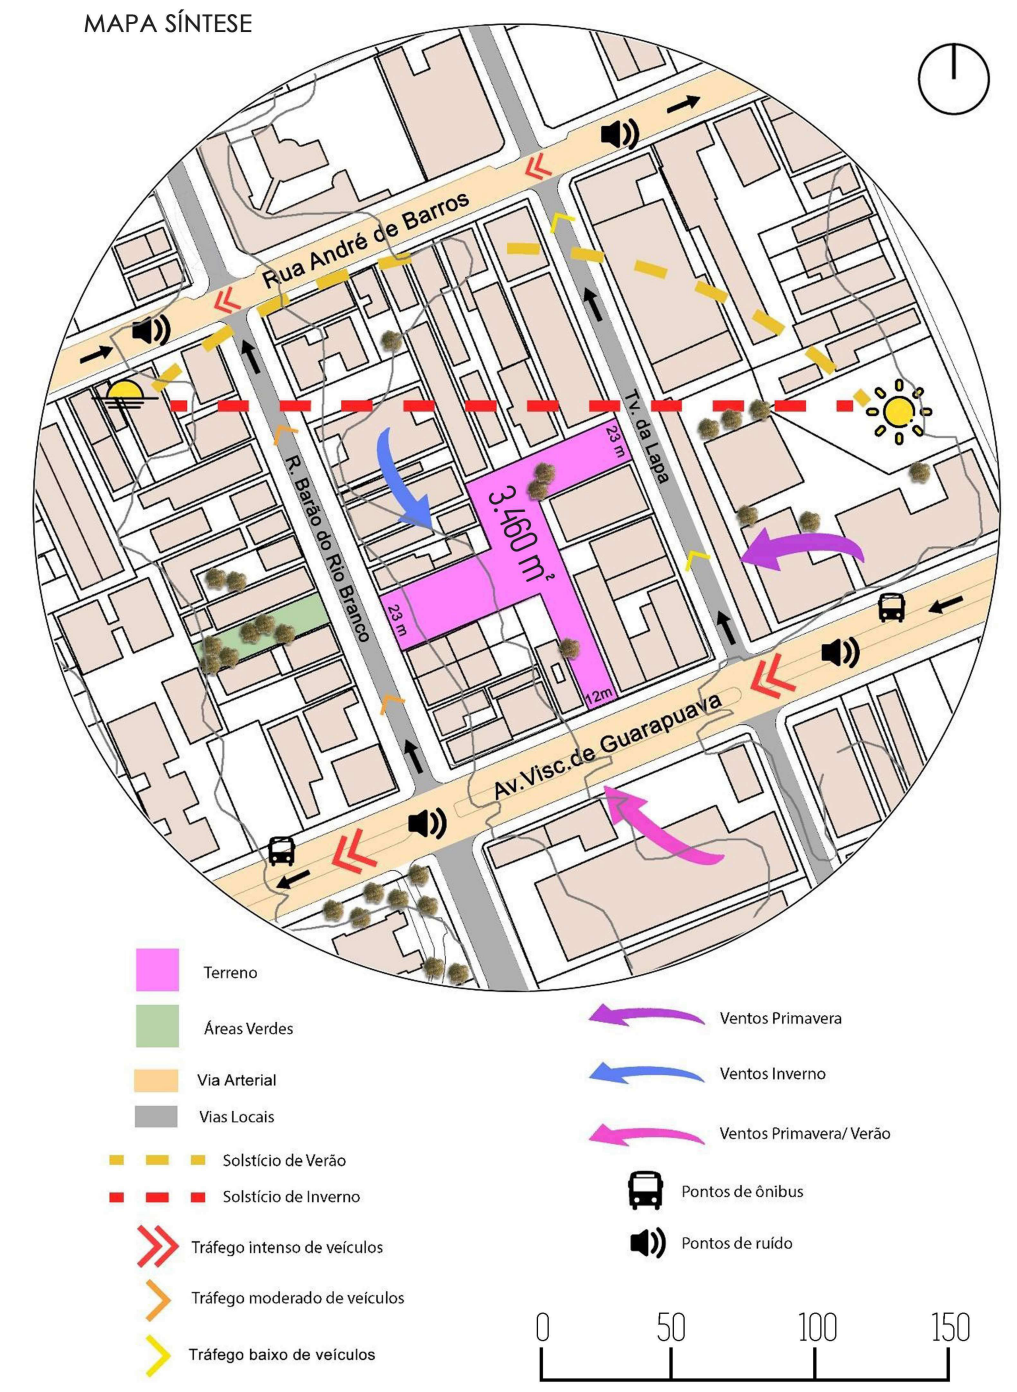 MAPA SÍNTESE
Rua André de Barros
Tv. da Lapa
R. Barão do Rio Branco
23 m
3.460 m²
23 m
12m
Av.Visc.de Guarapuava
Terreno
Áreas Verdes
Via Arterial
Vias Locais
Solstício de Verão
Solstício de Inverno
Tráfego intenso de veículos
Tráfego moderado de veículos
Tráfego baixo de veículos
Ventos Primavera
Ventos Inverno
Ventos Primavera/ Verão
Pontos de ônibus
Pontos de ruído
0 50 100 150